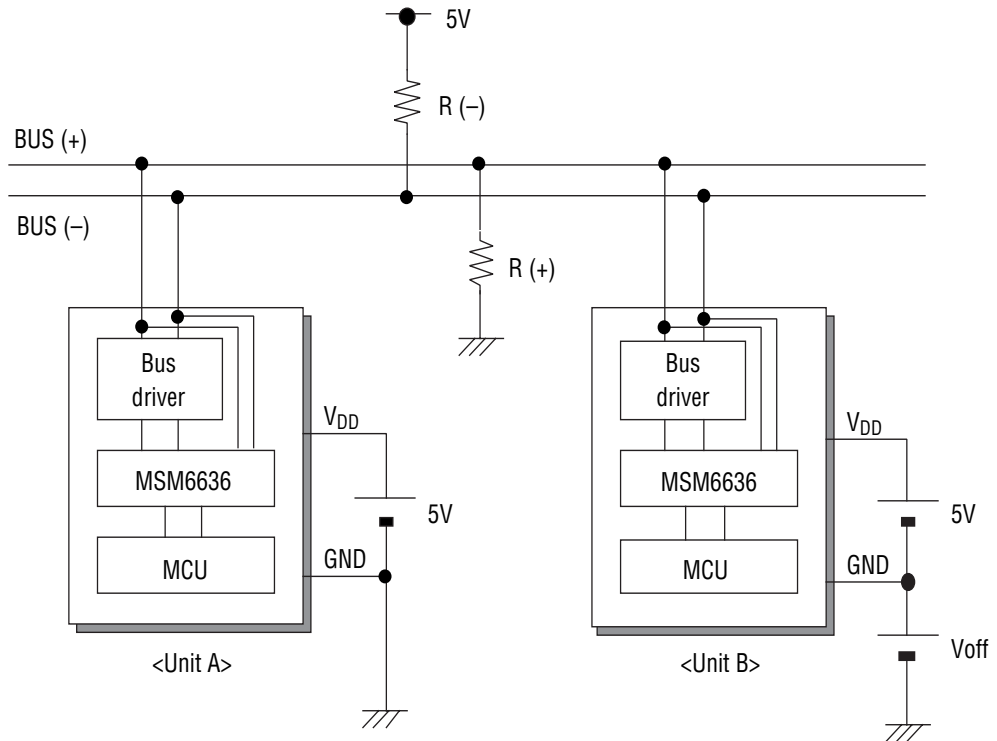 5V
R (–)
BUS (+)
BUS (–)
R (+)
Bus
driver
VDD
MSM6636
5V
MCU
GND
<Unit A>
Bus
driver
VDD
MSM6636
5V
MCU
GND
Voff
<Unit B>